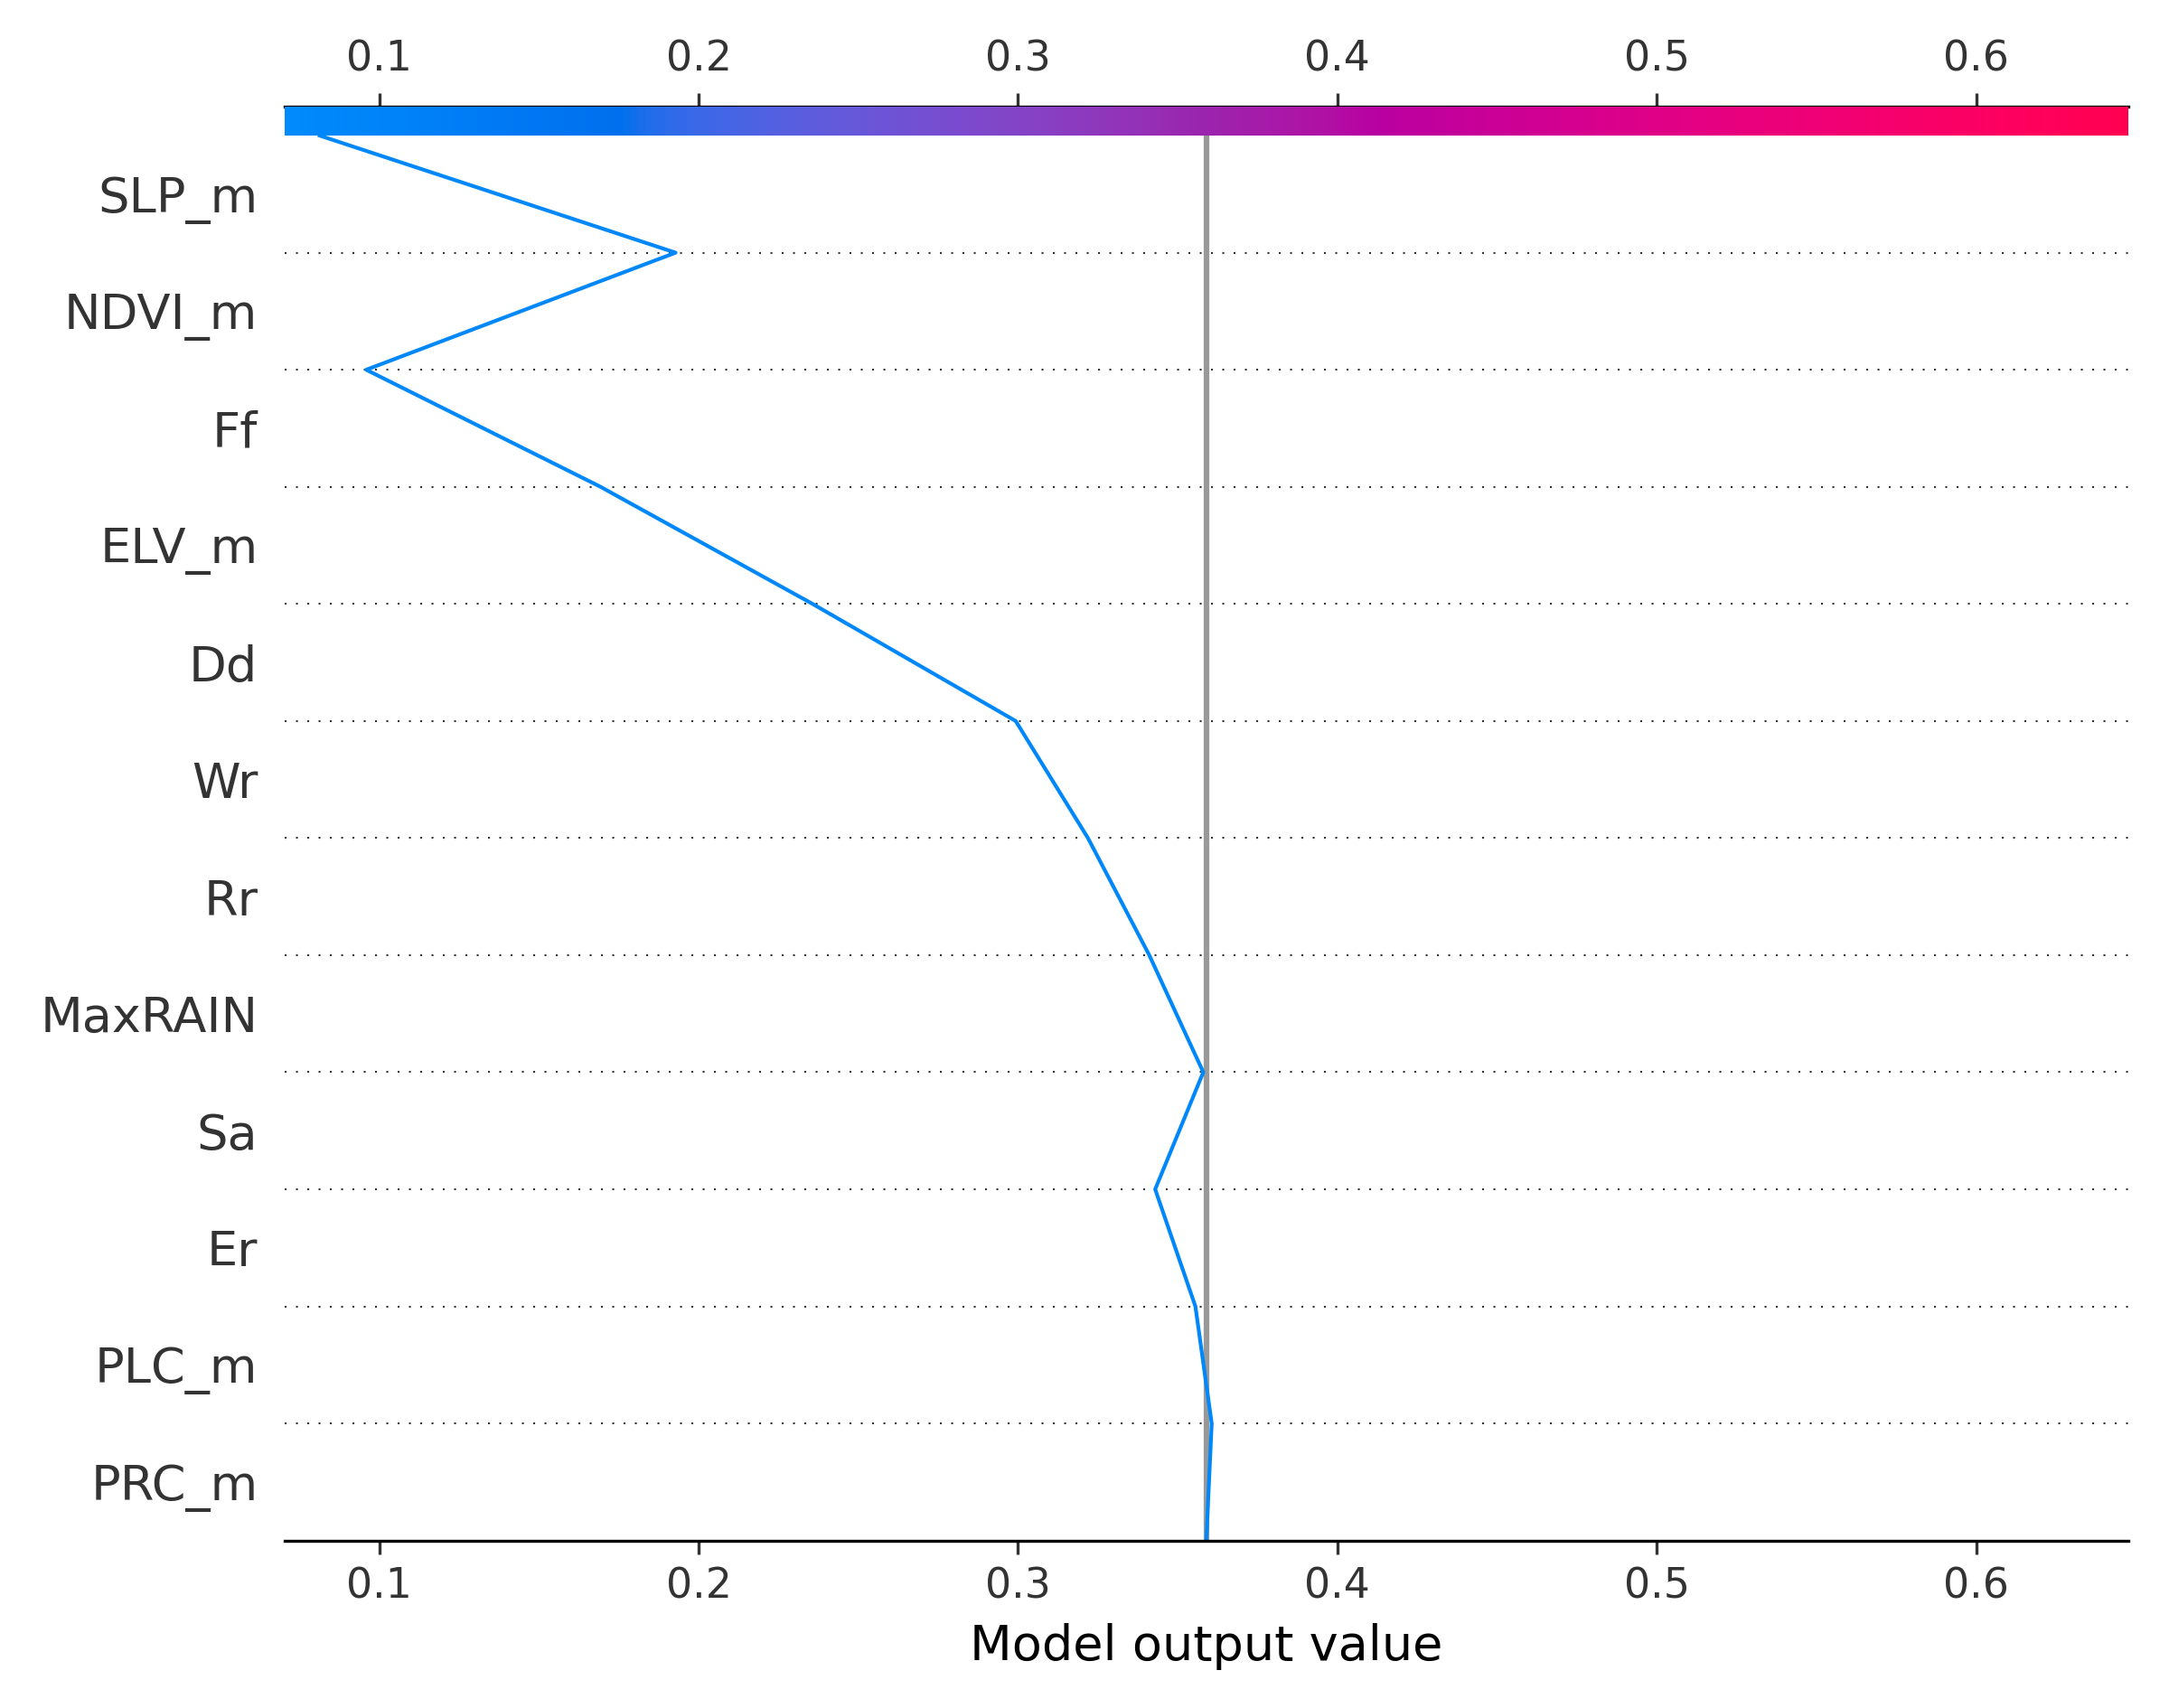 0.1 0.2 0.3 0.4 0.5 0.6
SLP_m
NDVI_m
Ff
ELV_m
Dd
Wr
Rr
MaxRAIN
Sa
Er
PLC_m
PRC_m
0.1 0.2 0.3 0.4 0.5 0.6
Model output value